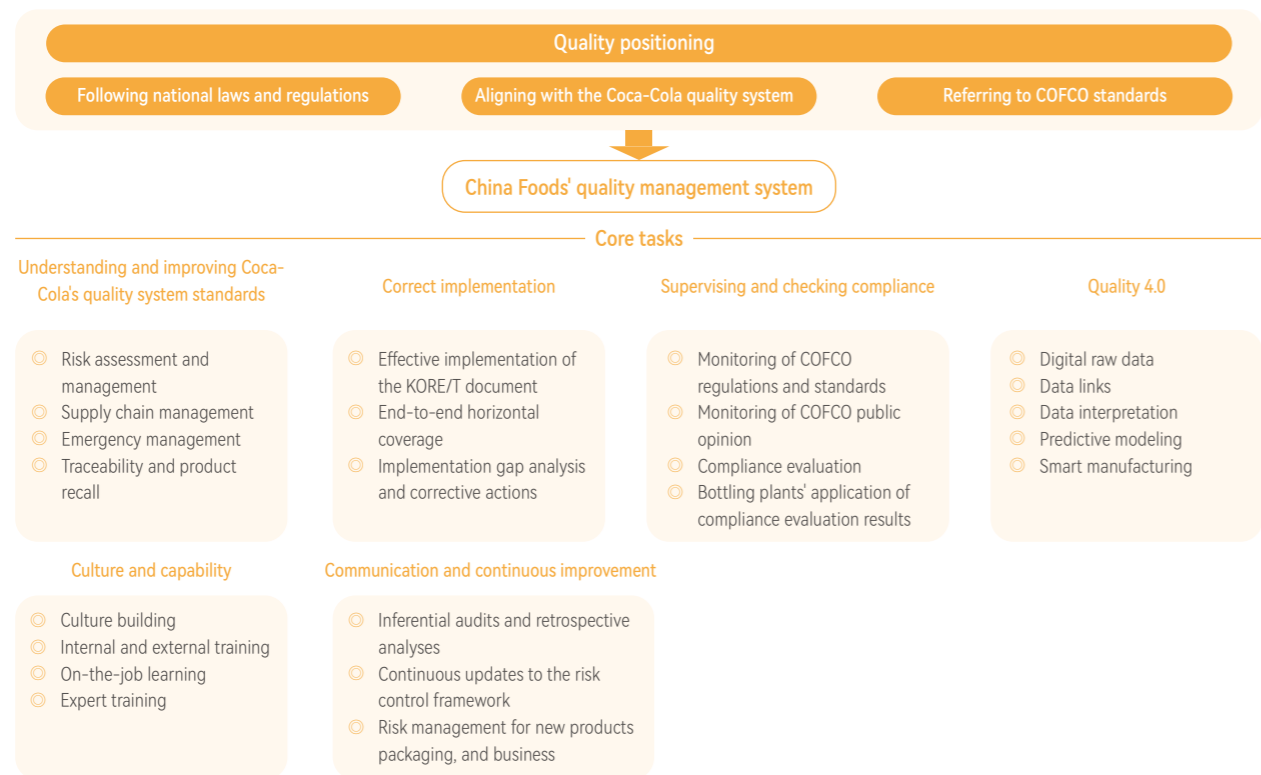 Quality positioning
Following national laws and regulations
Aligning with the Coca-Cola quality system
Referring to COFCO standards
China Foods' quality management system
Core tasks
Understanding and improving Coca-
Cola's quality system standards
Risk assessment and
management
Supply chain management
Emergency management
Traceability and product
recall
Correct implementation
Effective implementation of
the KORE/T document
End-to-end horizontal
coverage
Implementation gap analysis
and corrective actions
Supervising and checking compliance
Monitoring of COFCO
regulations and standards
Monitoring of COFCO public
opinion
Compliance evaluation
Bottling plants' application of
compliance evaluation results
Quality 4.0
Digital raw data
Data links
Data interpretation
Predictive modeling
Smart manufacturing
Culture and capability
Culture building
Internal and external training
On-the-job learning
Expert training
Communication and continuous improvement
Inferential audits and retrospective
analyses
Continuous updates to the risk
control framework
Risk management for new products
packaging, and business